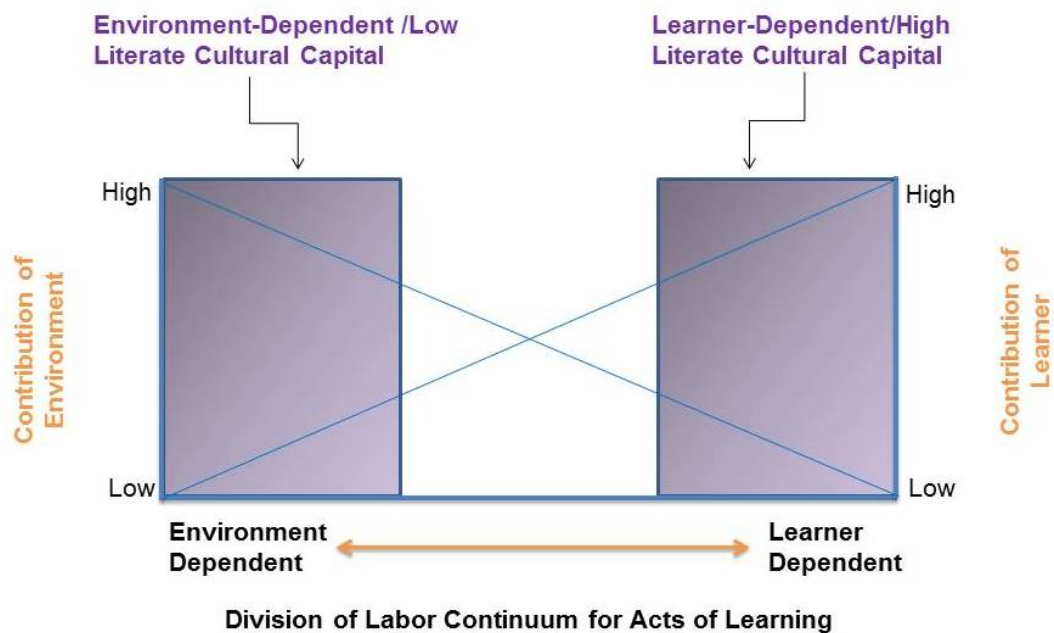 Environment-Dependent /Low
Literate Cultural Capital
Learner-Dependent/High
Literate Cultural Capital
High
High
Contribution of
Environment
Contribution of
Learner
Low
Low
Environment
Dependent
Learner
Dependent
Division of Labor Continuum for Acts of Learning